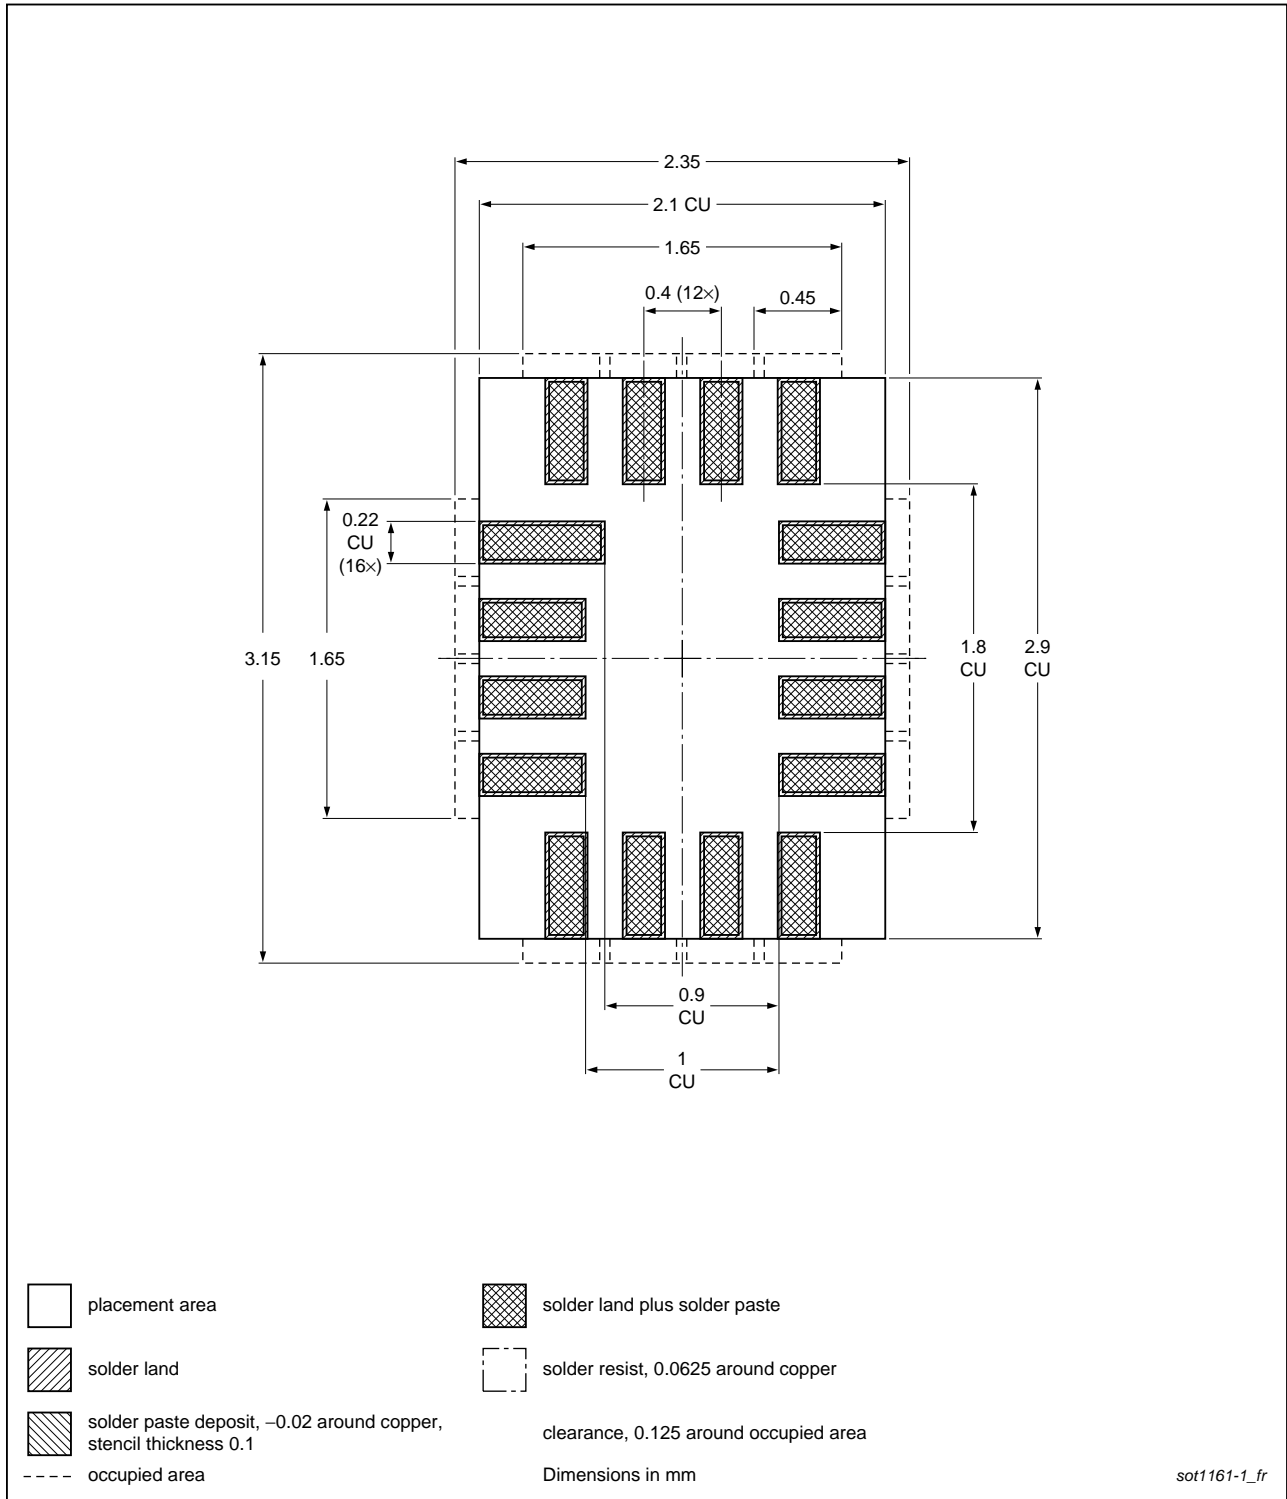 2.35
2.1 CU
1.65
0.4 (12×)
0.45
0.22
CU
(16×)
3.15
1.65
1.8
CU
2.9
CU
0.9
CU
1
CU
placement area
solder land plus solder paste
solder land
solder resist, 0.0625 around copper
solder paste deposit, −0.02 around copper,
stencil thickness 0.1
clearance, 0.125 around occupied area
occupied area
Dimensions in mm
sot1161-1_fr